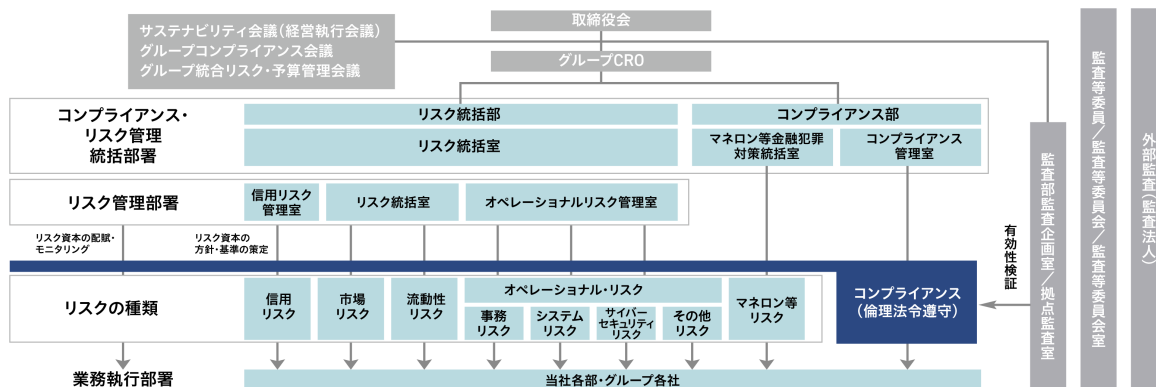 取締役会
サステナビリティ会議(経営執行会議)
グループコンプライアンス会議
グループ統合リスク・予算管理会議
グループCRO
コンプライアンス・
リスク管理
統括部署
リスク統括部
コンプライアンス部
リスク統括室
マネロン等金融犯罪
対策統括室
コンプライアンス
管理室
リスク管理部署
信用リスク
管理室
リスク統括室
オペレーショナルリスク管理室
リスク資本の配賦・
モニタリング
リスク資本の
方針・基準の策定
リスクの種類
信用
リスク
市場
リスク
流動性
リスク
オペレーショナル・リスク
事務
リスク
システム
リスク
サイバー
セキュリティ
リスク
その他
リスク
マネロン等
リスク
コンプライアンス
(倫理法令遵守)
業務執行部署
当社各部・グループ各社
有効性検証
監査部監査企画室/拠点監査室
監査等委員/監査等委員会/監査等委員会室
外部監査(監査法人)